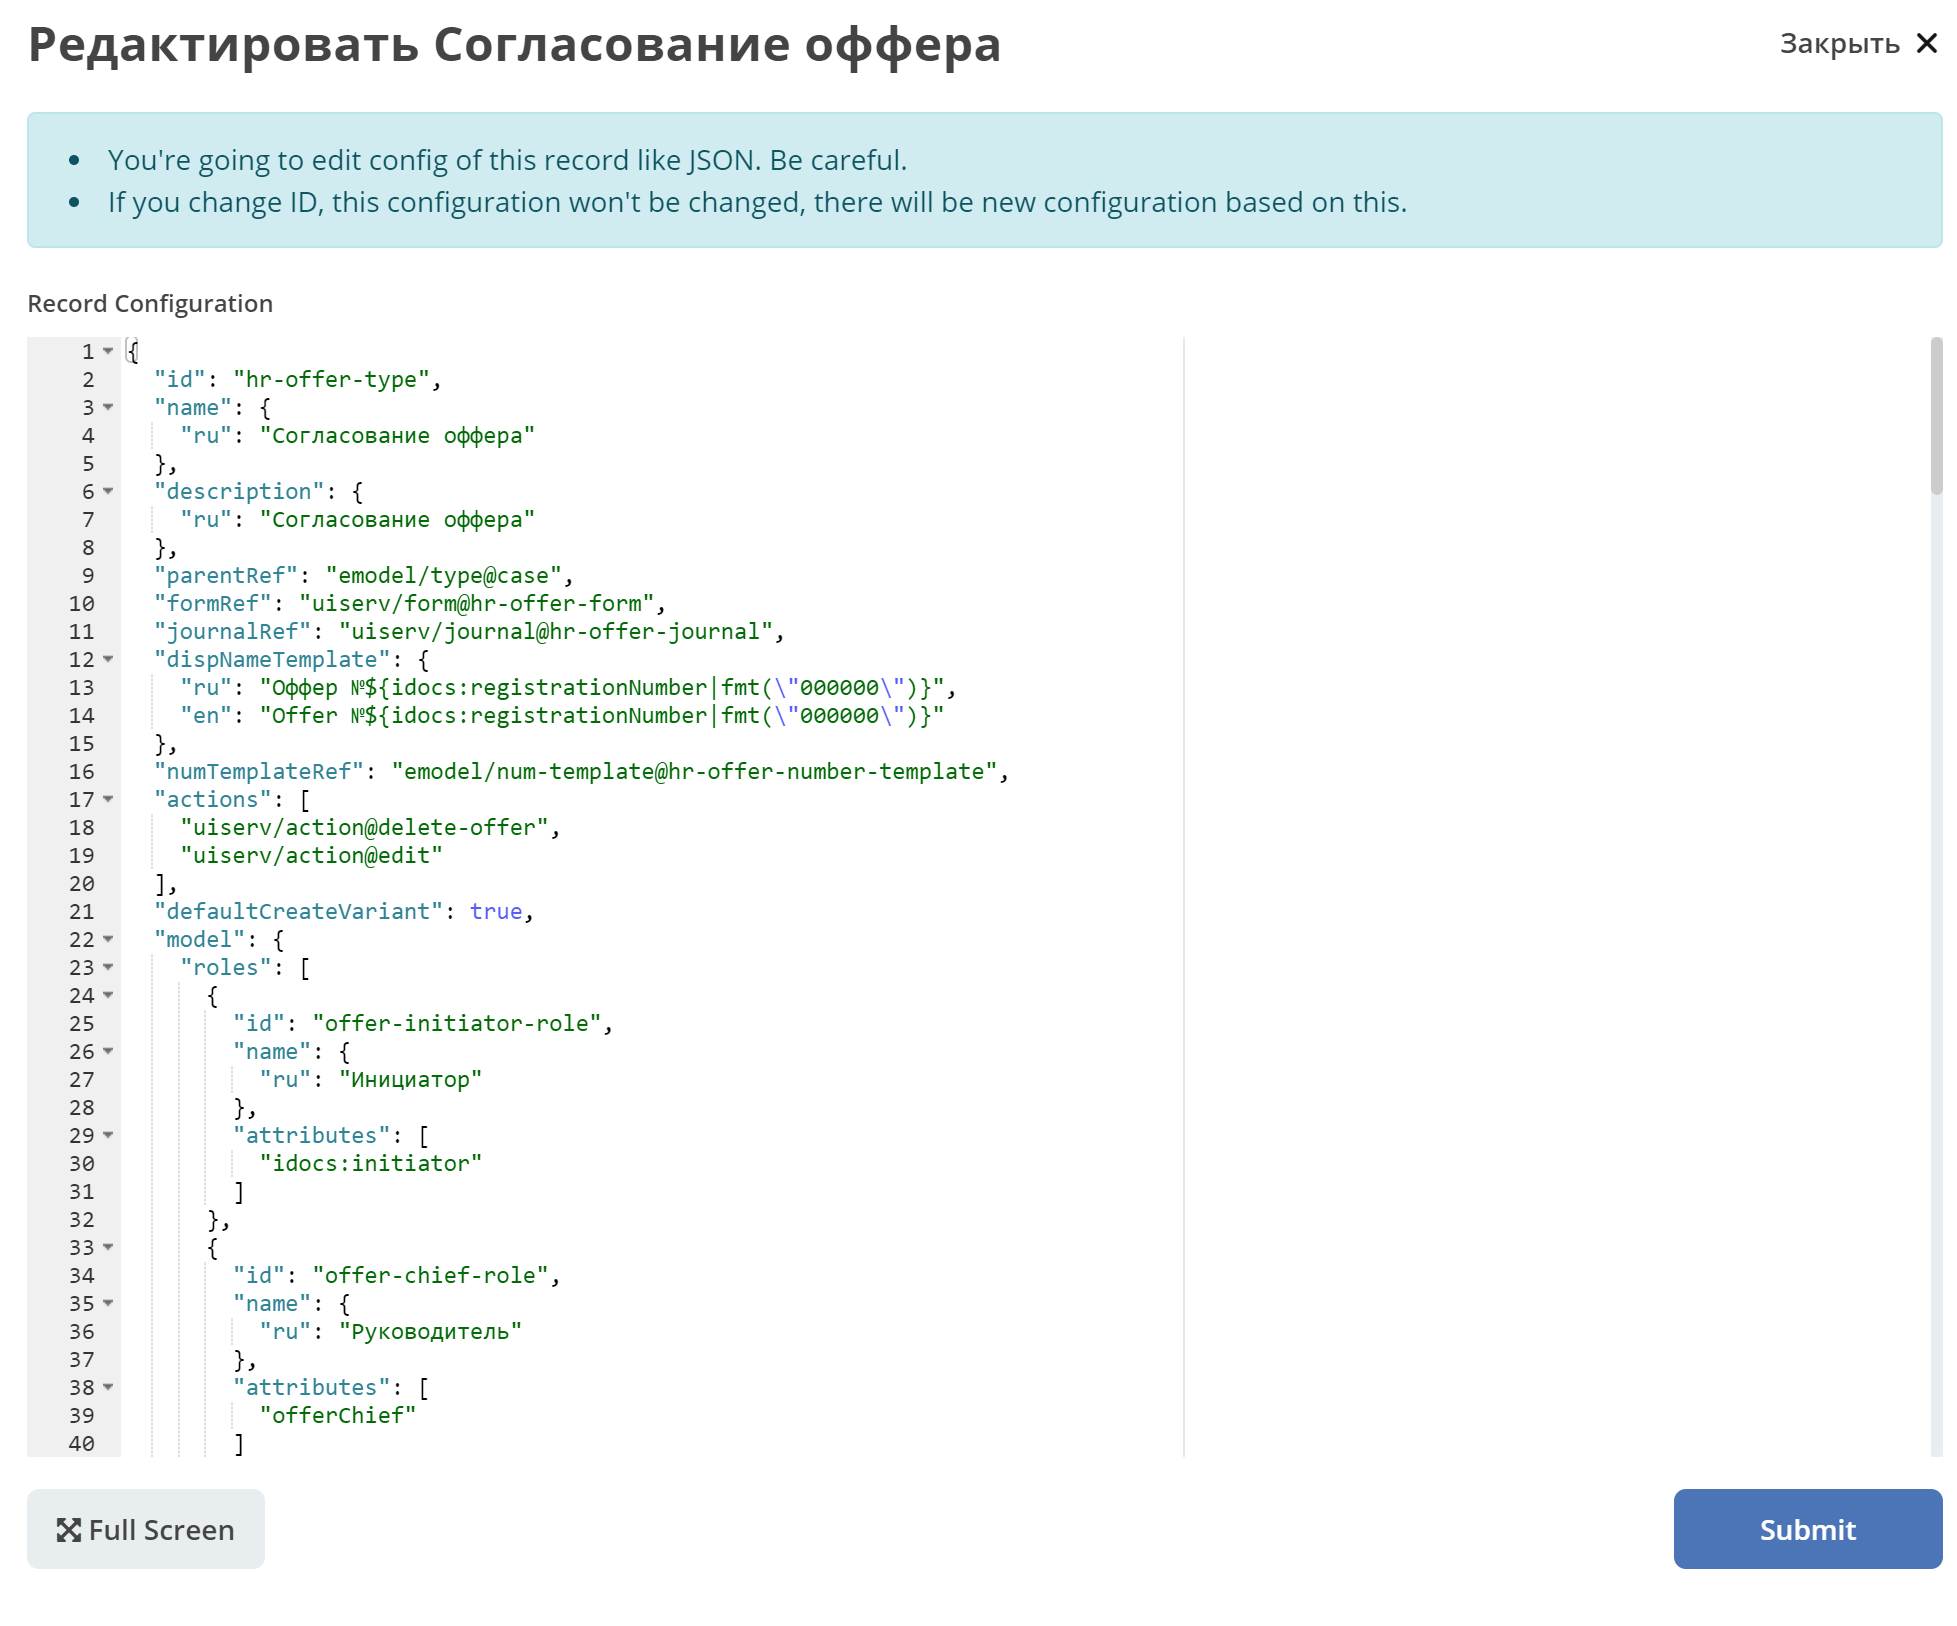 Редактировать Согласование оффера
Закрыть
You're going to edit config of this record like JSON. Be careful.
If you change ID, this configuration won't be changed, there will be new configuration based on this.
Record Configuration
1 {
2   "id": "hr-offer-type",
3   "name": {
4     "ru": "Согласование оффера"
5   },
6   "description": {
7     "ru": "Согласование оффера"
8   },
9   "parentRef": "emodel/type@case",
10   "formRef": "uiserv/form@hr-offer-form",
11   "journalRef": "uiserv/journal@hr-offer-journal",
12   "dispNameTemplate": {
13     "ru": "Оффер №${idocs:registrationNumber|fmt(\"000000\")}",
14     "en": "Offer №${idocs:registrationNumber|fmt(\"000000\")}"
15   },
16   "numTemplateRef": "emodel/num-template@hr-offer-number-template",
17   "actions": [
18     "uiserv/action@delete-offer",
19     "uiserv/action@edit"
20   ],
21   "defaultCreateVariant": true,
22   "model": {
23     "roles": [
24       {
25         "id": "offer-initiator-role",
26         "name": {
27           "ru": "Инициатор"
28         },
29         "attributes": [
30           "idocs:initiator"
31         ]
32       },
33       {
34         "id": "offer-chief-role",
35         "name": {
36           "ru": "Руководитель"
37         },
38         "attributes": [
39           "offerChief"
40         ]
Full Screen
Submit